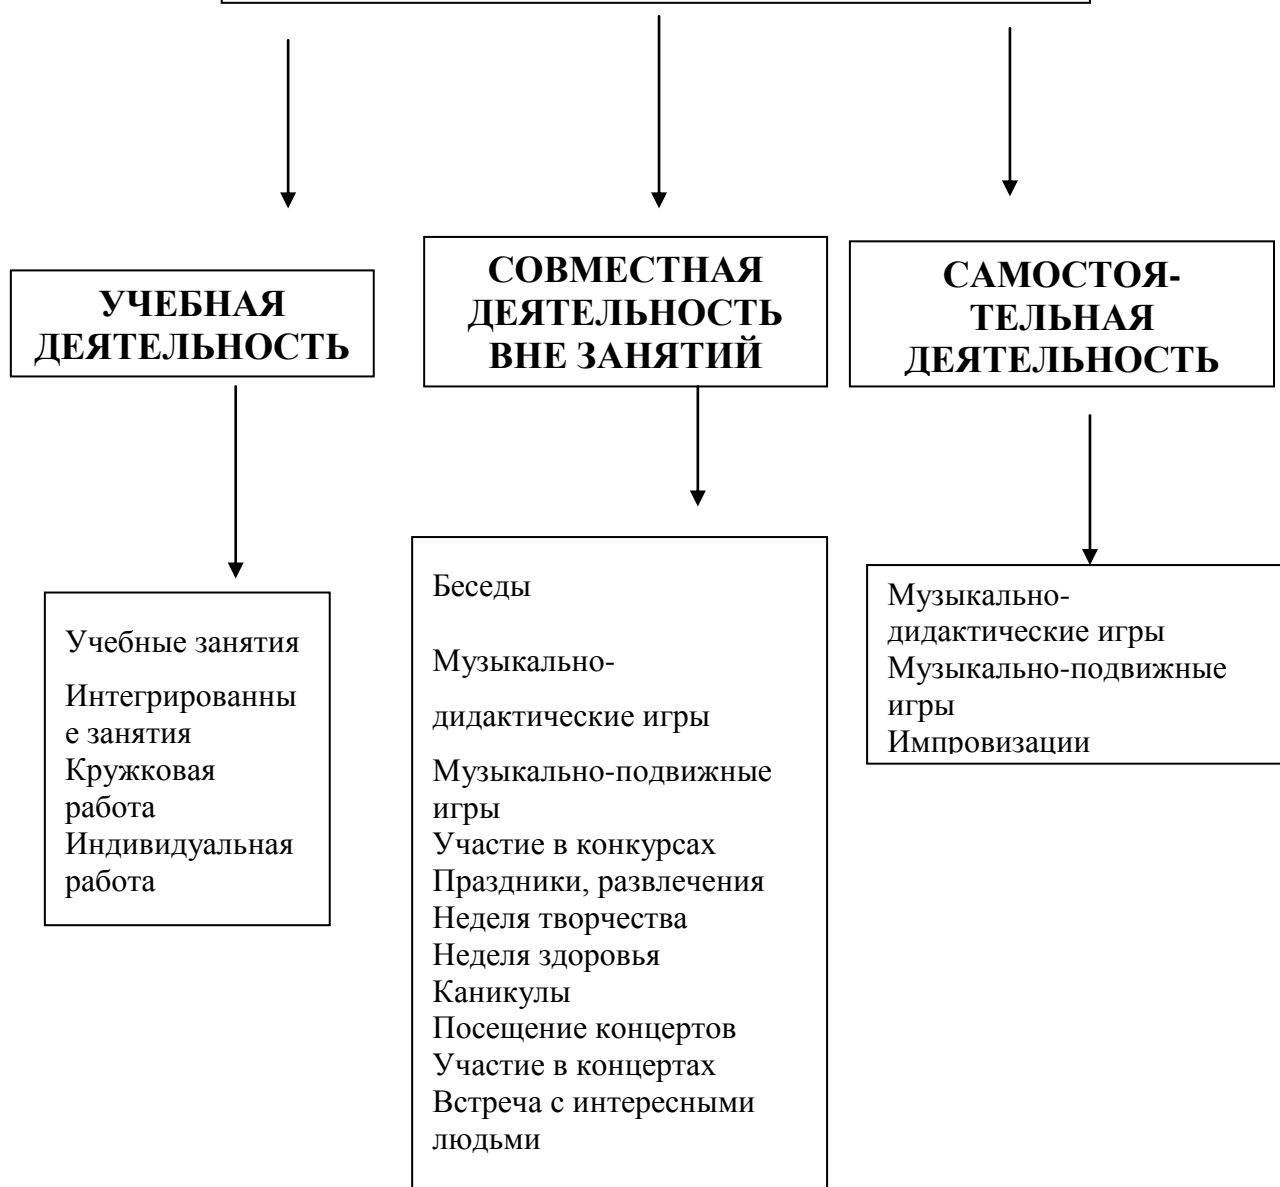 УЧЕБНАЯ
ДЕЯТЕЛЬНОСТЬ
СОВМЕСТНАЯ
ДЕЯТЕЛЬНОСТЬ
ВНЕ ЗАНЯТИЙ
САМОСТОЯ-
ТЕЛЬНАЯ
ДЕЯТЕЛЬНОСТЬ
Учебные занятия
Интегрированны
е занятия
Кружковая
работа
Индивидуальная
работа
Беседы
Музыкально-
дидактические игры
Музыкально-подвижные
игры
Участие в конкурсах
Праздники, развлечения
Неделя творчества
Неделя здоровья
Каникулы
Посещение концертов
Участие в концертах
Встреча с интересными
людьми
Музыкально-
дидактические игры
Музыкально-подвижные
игры
Импровизации